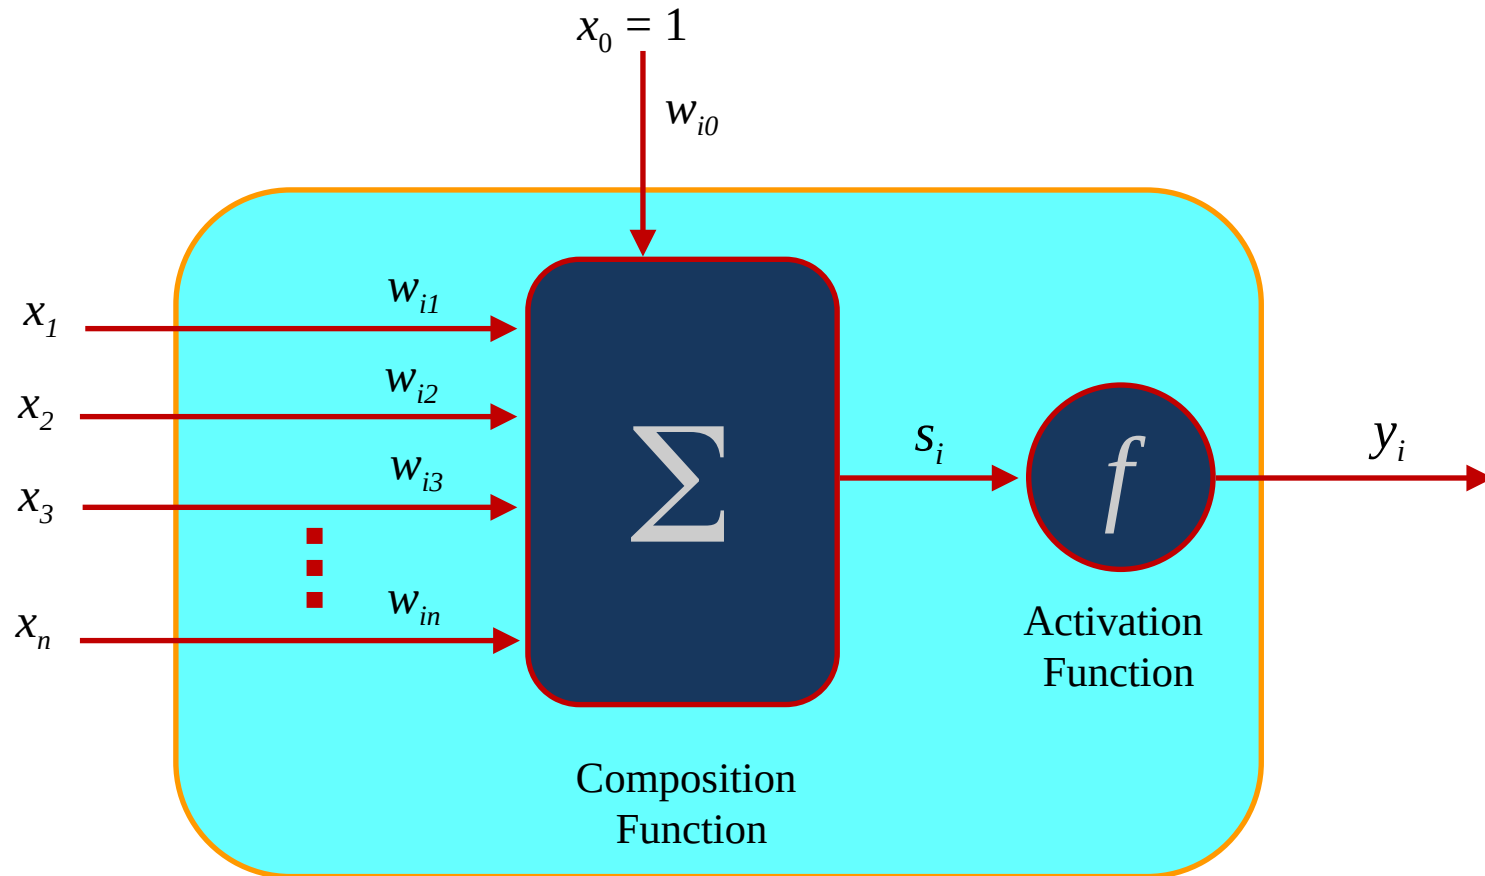 x₀ = 1
wᵢ₀
wᵢ₁
x₁
wᵢ₂
x₂
wᵢ₃
x₃
wᵢₙ
xₙ
Σ
sᵢ
f
yᵢ
Activation
Function
Composition
Function